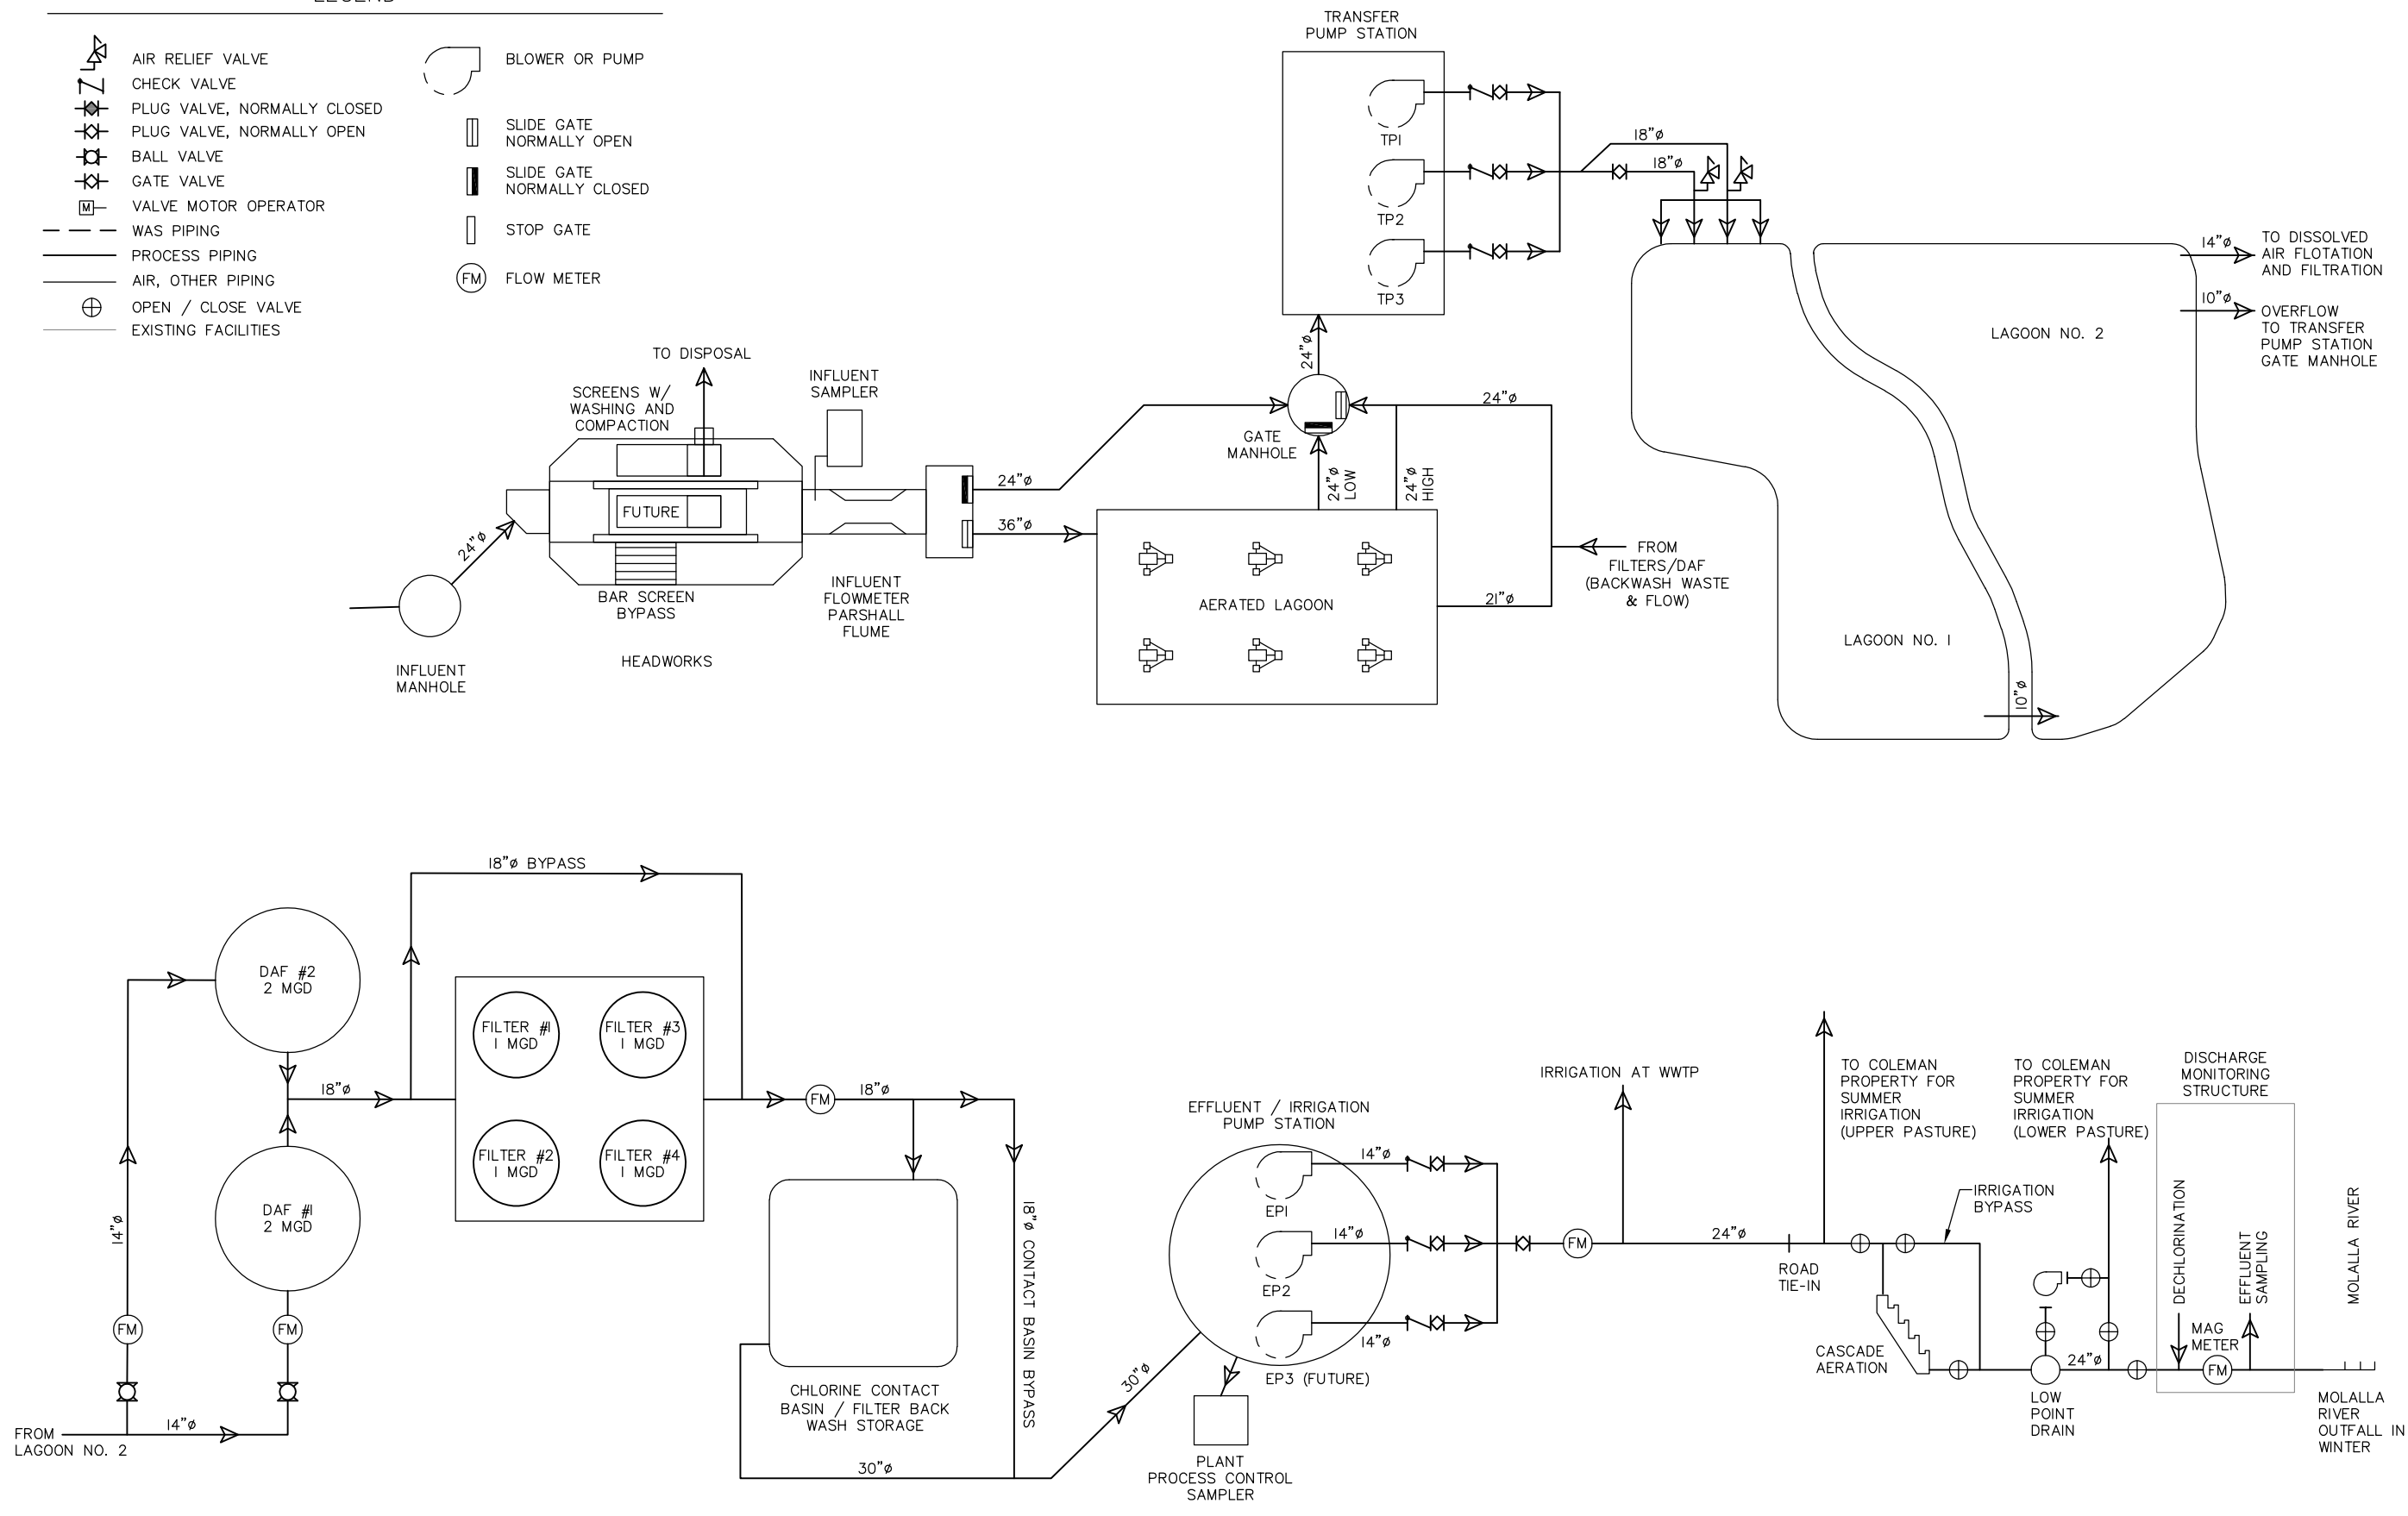 LEGEND
AIR RELIEF VALVE
CHECK VALVE
PLUG VALVE, NORMALLY CLOSED
PLUG VALVE, NORMALLY OPEN
BALL VALVE
GATE VALVE
M
VALVE MOTOR OPERATOR
WAS PIPING
PROCESS PIPING
AIR, OTHER PIPING
OPEN / CLOSE VALVE
EXISTING FACILITIES
BLOWER OR PUMP
SLIDE GATE
NORMALLY OPEN
SLIDE GATE
NORMALLY CLOSED
STOP GATE
FM
FLOW METER
TRANSFER
PUMP STATION
TP1
TP2
TP3
18"ø
18"ø
14"ø
TO DISSOLVED
AIR FLOTATION
AND FILTRATION
10"ø
OVERFLOW
TO TRANSFER
PUMP STATION
GATE MANHOLE
LAGOON NO. 2
LAGOON NO. 1
10"ø
TO DISPOSAL
SCREENS W/
WASHING AND
COMPACTION
INFLUENT
SAMPLER
FUTURE
24"ø
BAR SCREEN
BYPASS
HEADWORKS
INFLUENT
MANHOLE
INFLUENT
FLOWMETER
PARSHALL
FLUME
24"ø
36"ø
24"ø
GATE
MANHOLE
24"ø
24"ø
LOW
24"ø
HIGH
AERATED LAGOON
21"ø
FROM
FILTERS/DAF
(BACKWASH WASTE
& FLOW)
18"ø BYPASS
DAF #2
2 MGD
DAF #1
2 MGD
14"ø
18"ø
FILTER #1
1 MGD
FILTER #3
1 MGD
FILTER #2
1 MGD
FILTER #4
1 MGD
FM
FM
FROM
LAGOON NO. 2
14"ø
FM
18"ø
18"ø CONTACT BASIN BYPASS
CHLORINE CONTACT
BASIN / FILTER BACK
WASH STORAGE
30"ø
30"ø
EFFLUENT / IRRIGATION
PUMP STATION
EP1
EP2
EP3 (FUTURE)
14"ø
14"ø
14"ø
PLANT
PROCESS CONTROL
SAMPLER
FM
IRRIGATION AT WWTP
24"ø
ROAD
TIE-IN
TO COLEMAN
PROPERTY FOR
SUMMER
IRRIGATION
(UPPER PASTURE)
IRRIGATION
BYPASS
CASCADE
AERATION
TO COLEMAN
PROPERTY FOR
SUMMER
IRRIGATION
(LOWER PASTURE)
LOW
POINT
DRAIN
24"ø
DISCHARGE
MONITORING
STRUCTURE
DECHLORINATION
MAG
METER
FM
EFFLUENT
SAMPLING
MOLALLA RIVER
MOLALLA
RIVER
OUTFALL IN
WINTER